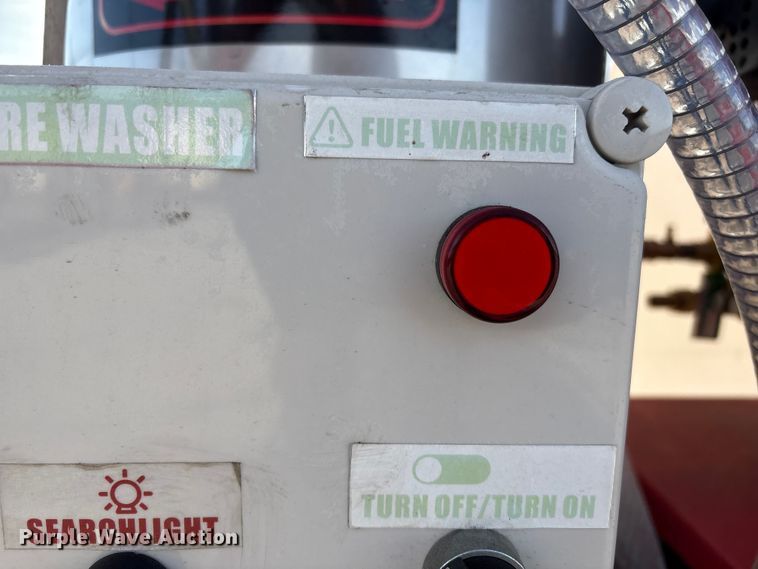 RE WASHER
FUEL WARNING
SEARCHLIGHT
TURN OFF/TURN ON
Purple Wave Auction